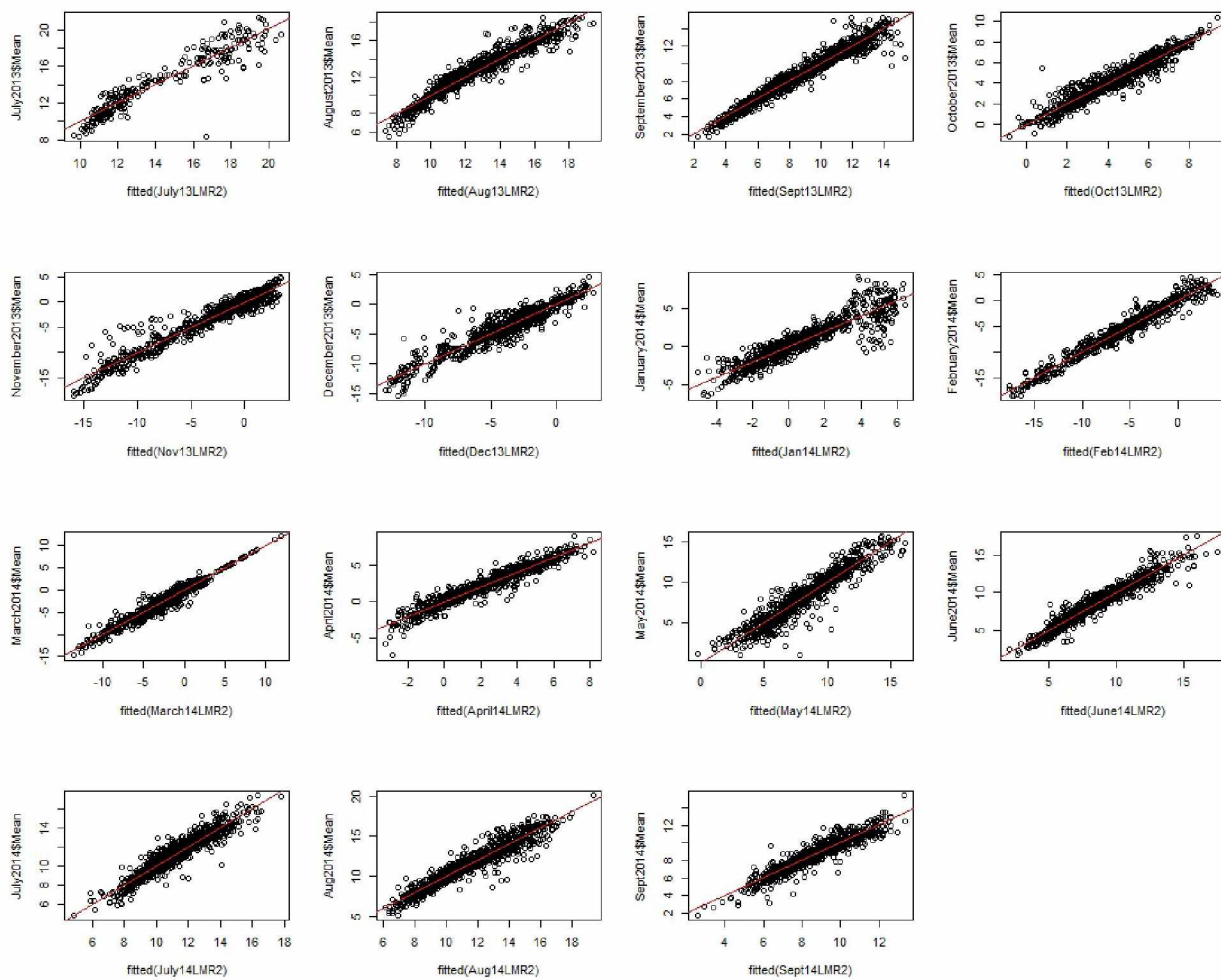 July2013$Mean
8 12 16 20
10 12 14 16 18 20
fitted(July13LMR2)
August2013$Mean
6 8 12 16
8 10 12 14 16 18
fitted(Aug13LMR2)
September2013$Mean
2 4 6 8 12
2 4 6 8 10 12 14
fitted(Sept13LMR2)
October2013$Mean
0 2 4 6 8 10
0 2 4 6 8
fitted(Oct13LMR2)
November2013$Mean
-15 -5 0 5
-15 -10 -5 0
fitted(Nov13LMR2)
December2013$Mean
-15 -10 -5 0 5
-10 -5 0
fitted(Dec13LMR2)
January2014$Mean
-5 0 5
-4 -2 0 2 4 6
fitted(Jan14LMR2)
February2014$Mean
-15 -5 0 5
-15 -10 -5 0
fitted(Feb14LMR2)
March2014$Mean
-15 -5 0 5 10
-10 -5 0 5 10
fitted(March14LMR2)
April2014$Mean
-5 0 5
-2 0 2 4 6 8
fitted(April14LMR2)
May2014$Mean
5 10 15
0 5 10 15
fitted(May14LMR2)
June2014$Mean
5 10 15
5 10 15
fitted(June14LMR2)
July2014$Mean
6 8 10 14
6 8 10 12 14 16 18
fitted(July14LMR2)
Aug2014$Mean
5 10 15 20
6 8 10 12 14 16 18
fitted(Aug14LMR2)
Sept2014$Mean
2 4 6 8 12
4 6 8 10 12
fitted(Sept14LMR2)